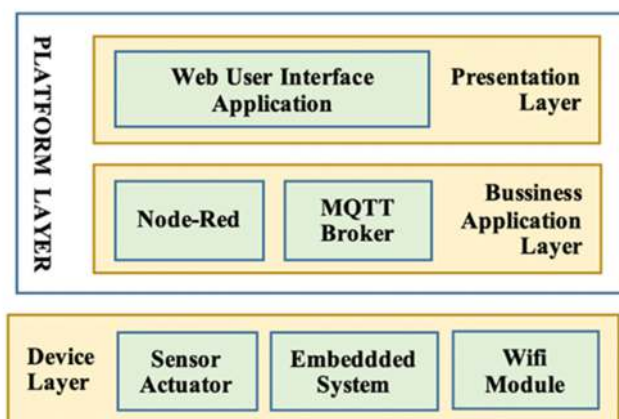 PLATFORM LAYER
Web User Interface
Application
Presentation
Layer
Node-Red
MQTT
Broker
Bussiness
Application
Layer
Device
Layer
Sensor
Actuator
Embeddded
System
Wifi
Module